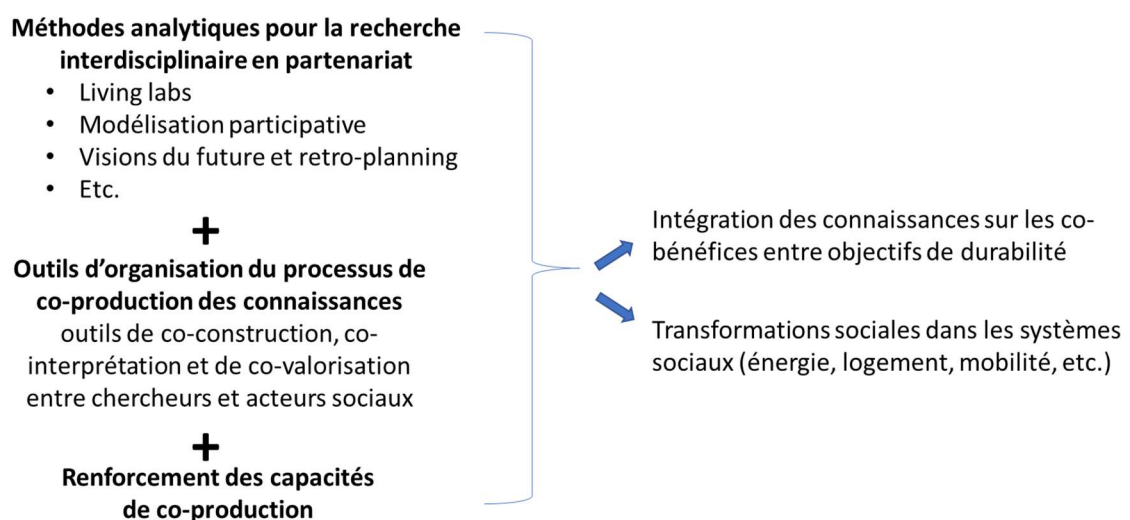 Méthodes analytiques pour la recherche
interdisciplinaire en partenariat
• Living labs
• Modélisation participative
• Visions du future et retro-planning
• Etc.
+
Outils d’organisation du processus de
co-production des connaissances
outils de co-construction, co-
interprétation et de co-valorisation
entre chercheurs et acteurs sociaux
+
Renforcement des capacités
de co-production
Intégration des connaissances sur les co-
bénéfices entre objectifs de durabilité
Transformations sociales dans les systèmes
sociaux (énergie, logement, mobilité, etc.)